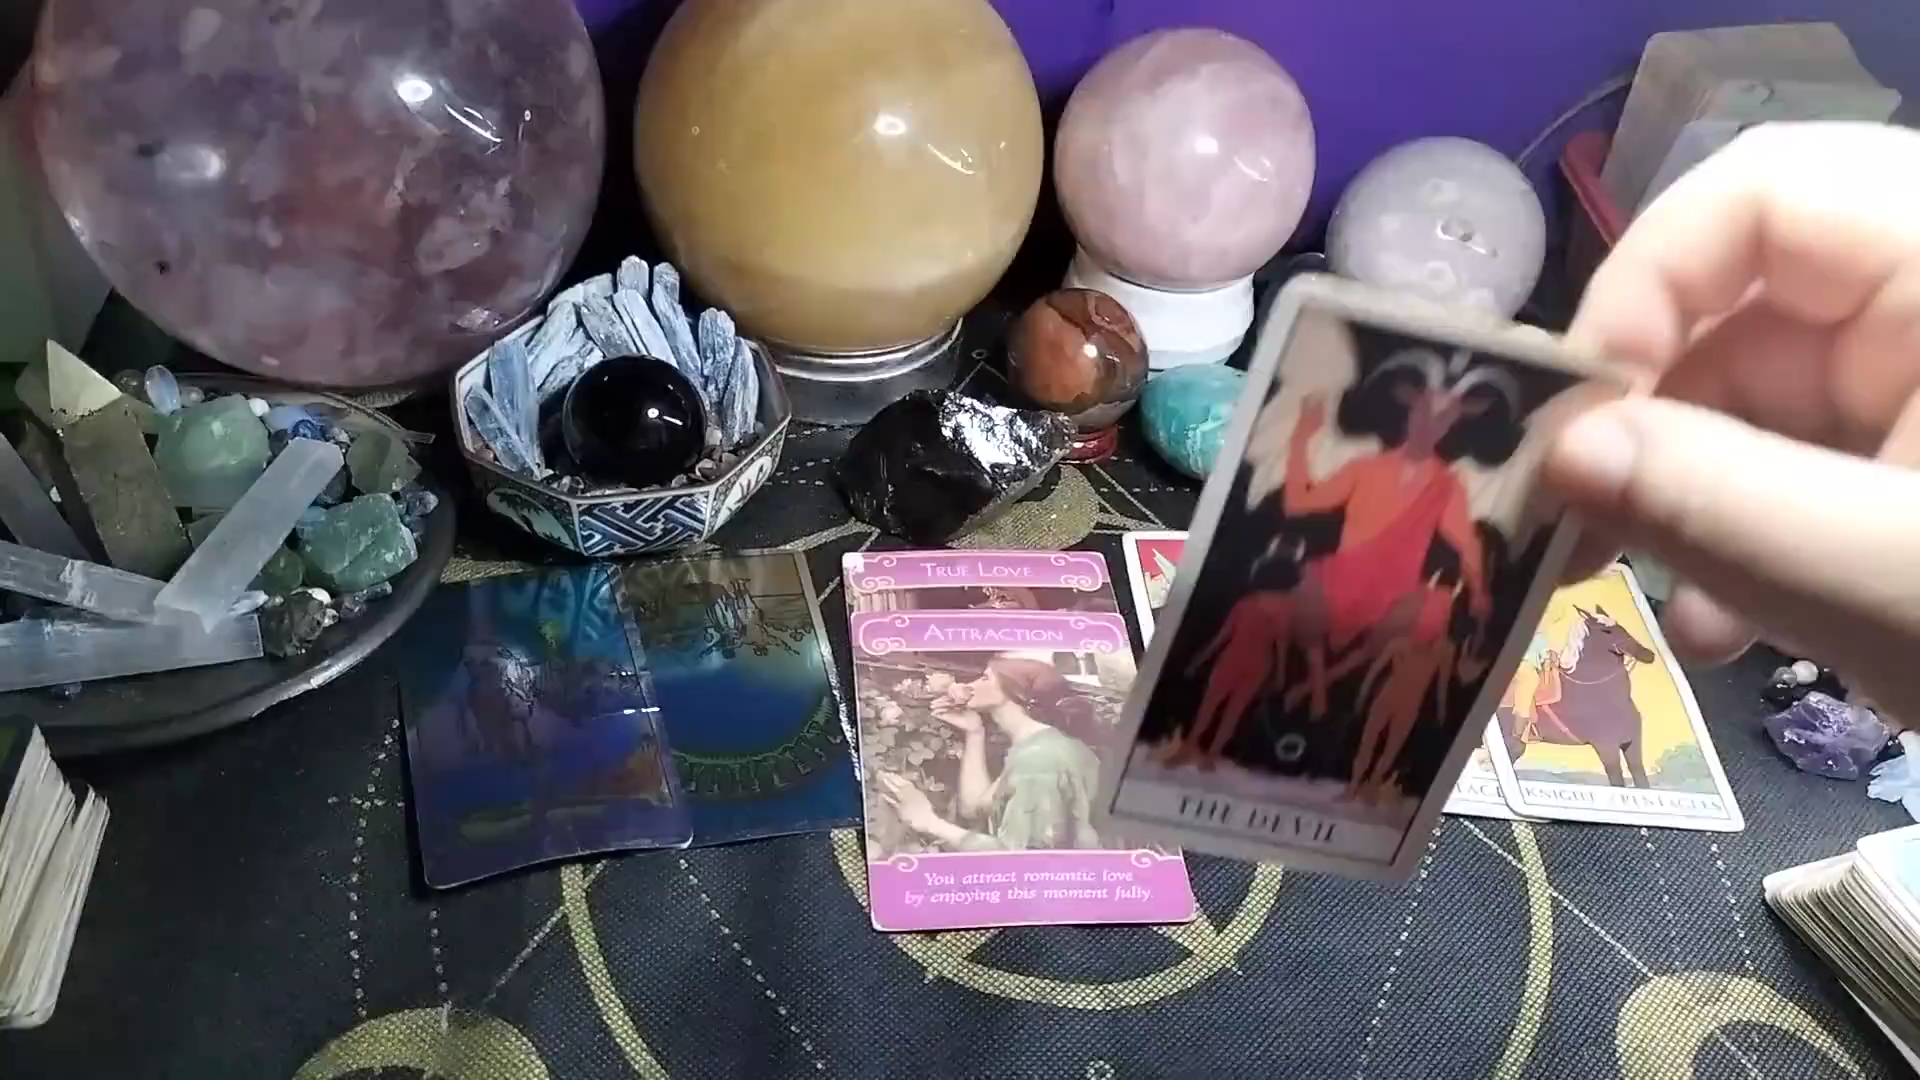 TRUE LOVE
ATTRACTION
You attract romantic love
by enjoying this moment fully.
THE DEVIL
KNIGHT of PENTACLES